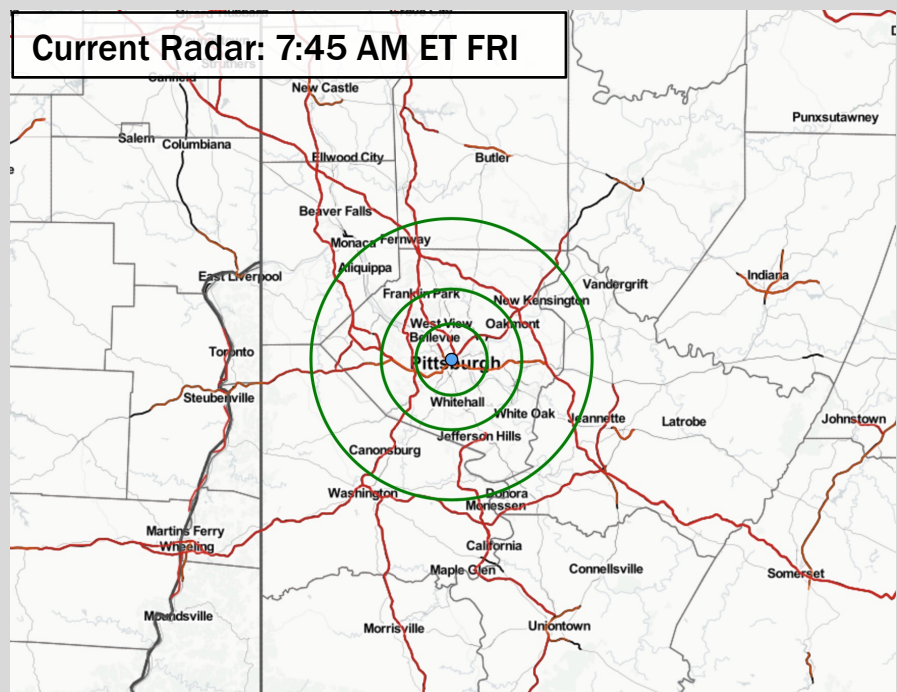 Current Radar: 7:45 AM ET FRI
New Castle
Punxsutawney
Salem
Columbiana
Ellwood City
Butler
Beaver Falls
Monaca
Fernway
Aliquippa
East Liverpool
Indiana
Vandergrift
Franklin Park
New Kensington
West View
Oakmont
Bellevue
Toronto
Pittsburgh
Steubenville
Whitehall
White Oak
Jeannette
Latrobe
Johnstown
Jefferson Hills
Canonsburg
Washington
Donora
Monessen
Martins Ferry
Wheeling
California
Maple Glen
Connellsville
Somerset
Moundsville
Morrisville
Uniontown